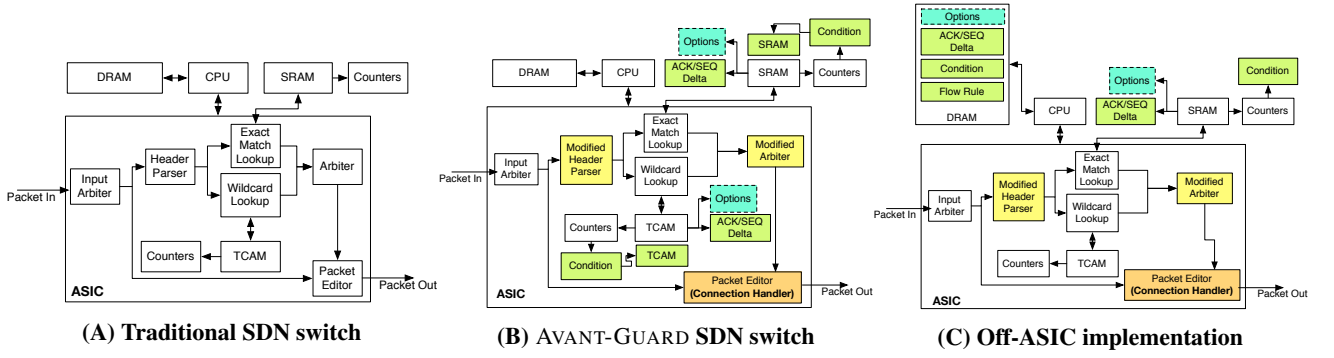 DRAM
CPU
SRAM
Counters
Exact
Match
Lookup
Header
Parser
Arbiter
Input
Arbiter
Packet In
Wildcard
Lookup
Counters
TCAM
Packet
Editor
ASIC
Packet Out
(A) Traditional SDN switch
Options
SRAM
Condition
DRAM
CPU
ACK/SEQ
Delta
SRAM
Counters
Exact
Match
Lookup
Modified
Header
Parser
Modified
Arbiter
Input
Arbiter
Packet In
Wildcard
Lookup
Options
Counters
TCAM
ACK/SEQ
Delta
Condition
TCAM
Packet Editor
(Connection Handler)
ASIC
Packet Out
(B) AVANT-GUARD SDN switch
Options
ACK/SEQ
Delta
Condition
Flow Rule
DRAM
Options
Condition
CPU
ACK/SEQ
Delta
SRAM
Counters
Exact
Match
Lookup
Modified
Header
Parser
Modified
Arbiter
Input
Arbiter
Packet In
Wildcard
Lookup
Counters
TCAM
Packet Editor
(Connection Handler)
ASIC
Packet Out
(C) Off-ASIC implementation